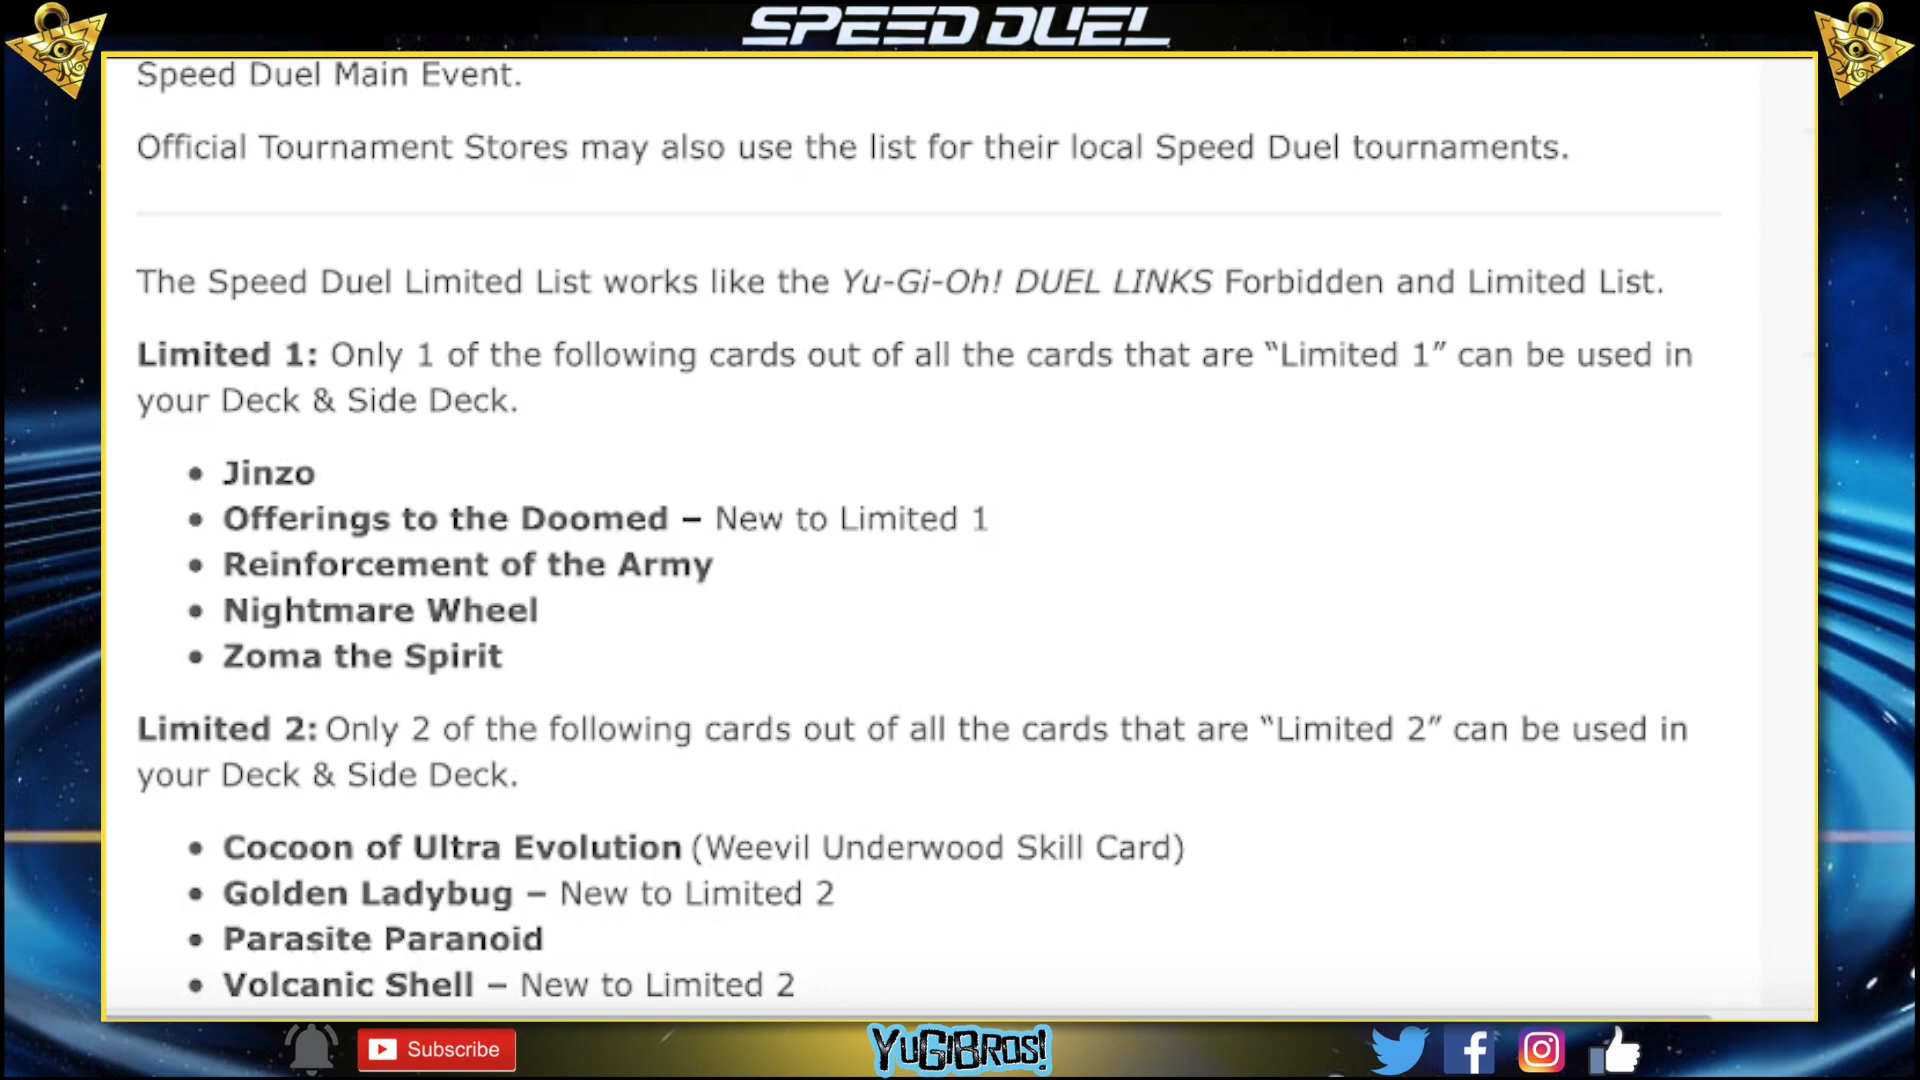 SPEED DUEL
Speed Duel Main Event.
Official Tournament Stores may also use the list for their local Speed Duel tournaments.
The Speed Duel Limited List works like the Yu-Gi-Oh! DUEL LINKS Forbidden and Limited List.
Limited 1: Only 1 of the following cards out of all the cards that are “Limited 1” can be used in
your Deck & Side Deck.
• Jinzo
• Offerings to the Doomed – New to Limited 1
• Reinforcement of the Army
• Nightmare Wheel
• Zoma the Spirit
Limited 2: Only 2 of the following cards out of all the cards that are “Limited 2” can be used in
your Deck & Side Deck.
• Cocoon of Ultra Evolution (Weevil Underwood Skill Card)
• Golden Ladybug – New to Limited 2
• Parasite Paranoid
• Volcanic Shell – New to Limited 2
Subscribe
YuGiBros!